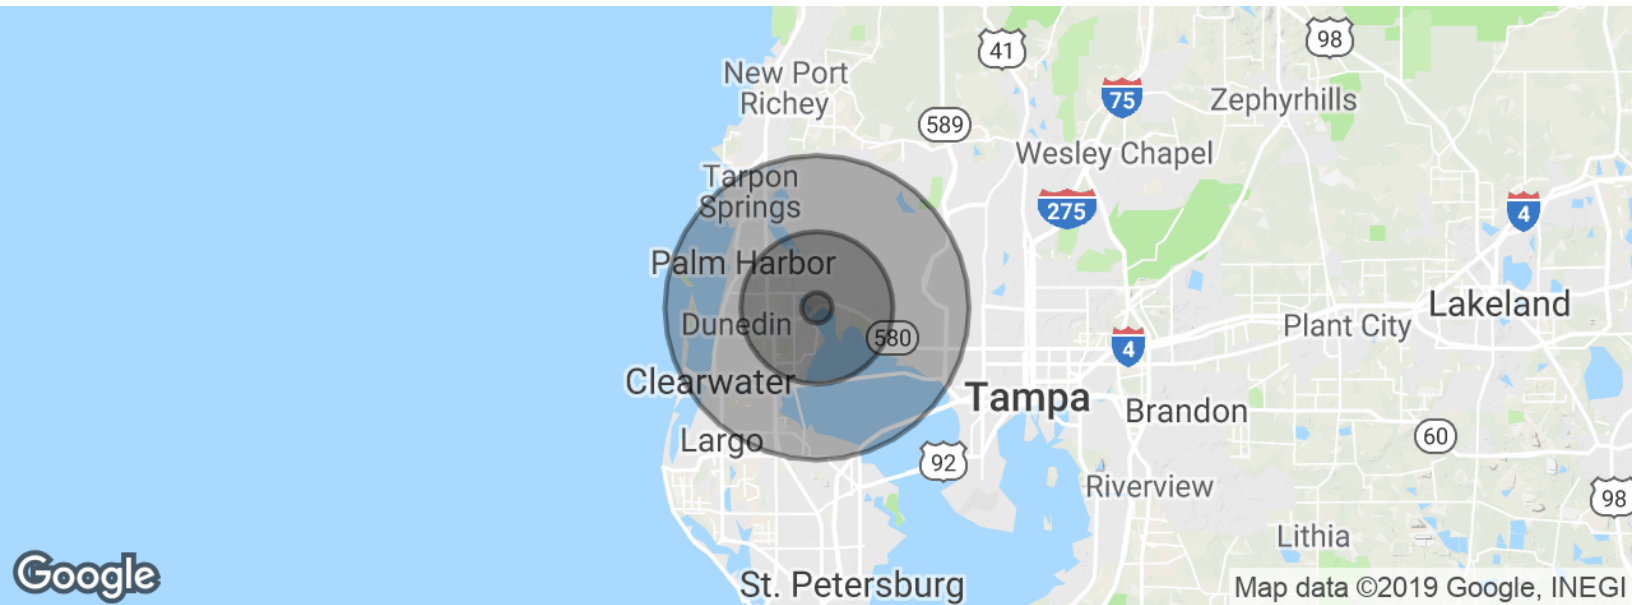 98
41
New Port
Richey
75
Zephyrhills
589
Wesley Chapel
Tarpon
Springs
275
4
Palm Harbor
Lakeland
Dunedin
580
Plant City
4
Clearwater
Tampa
Brandon
Largo
60
92
Riverview
98
Lithia
Google
St. Petersburg
Map data ©2019 Google, INEGI